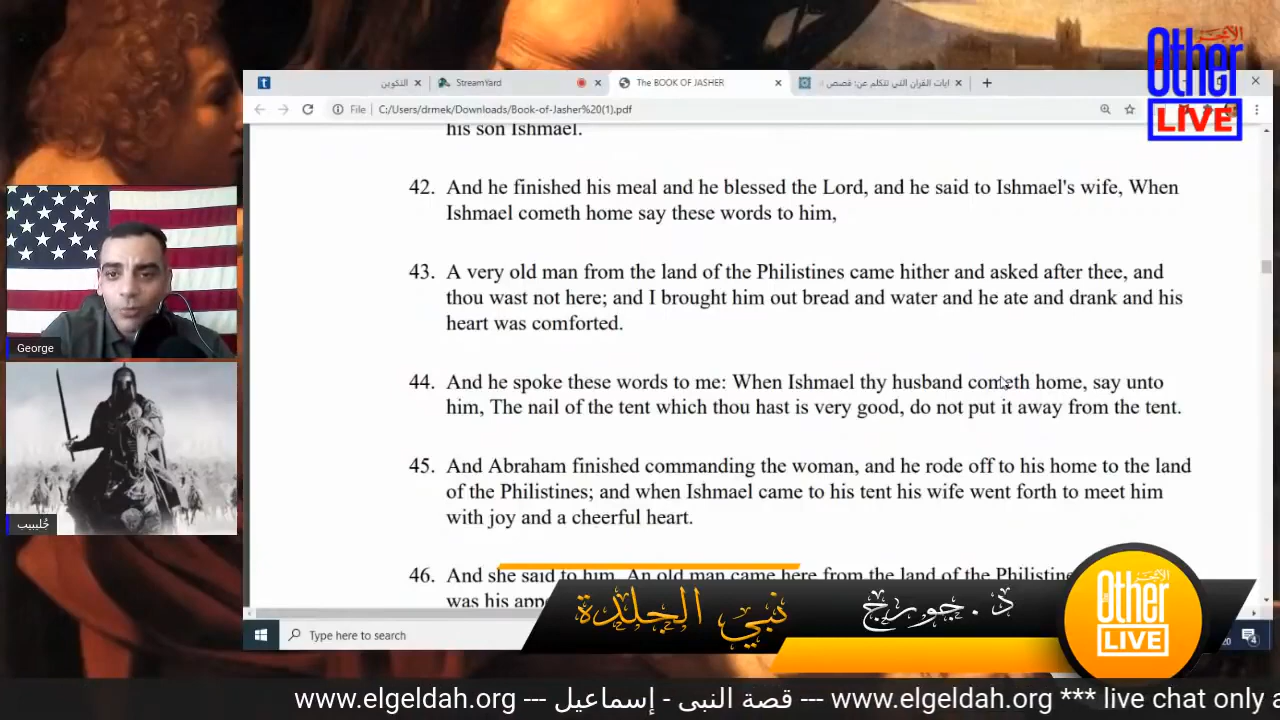 الآخر
Other
LIVE
التكوين
StreamYard
The BOOK OF JASHER
ايات القران التي تتكلم عن: قصص
File
C:/Users/drmek/Downloads/Book-of-Jasher%20(1).pdf
his son Ishmael.
42. And he finished his meal and he blessed the Lord, and he said to Ishmael's wife, When
Ishmael cometh home say these words to him,
43. A very old man from the land of the Philistines came hither and asked after thee, and
thou wast not here; and I brought him out bread and water and he ate and drank and his
heart was comforted.
44. And he spoke these words to me: When Ishmael thy husband cometh home, say unto
him, The nail of the tent which thou hast is very good, do not put it away from the tent.
45. And Abraham finished commanding the woman, and he rode off to his home to the land
of the Philistines; and when Ishmael came to his tent his wife went forth to meet him
with joy and a cheerful heart.
46. And she said to him, An old man came here from the land of the
was his
George
جُليبيب
Type here to search
د.جورج
نبي الجلدة
الآخر
Other
LIVE
www.elgeldah.org --- قصة النبى - إسماعيل --- www.elgeldah.org *** live chat only